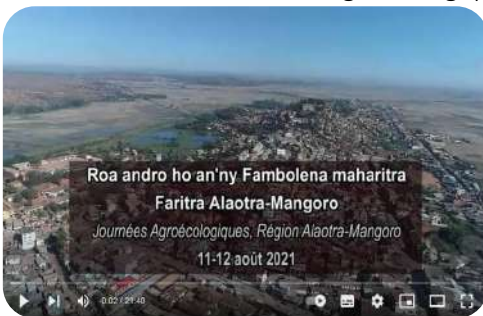 Roa andro ho an'ny Fambolena maharitra
Faritra Alaotra-Mangoro
Journées Agroécologiques, Région Alaotra-Mangoro
11-12 août 2021
0:02 / 21:40